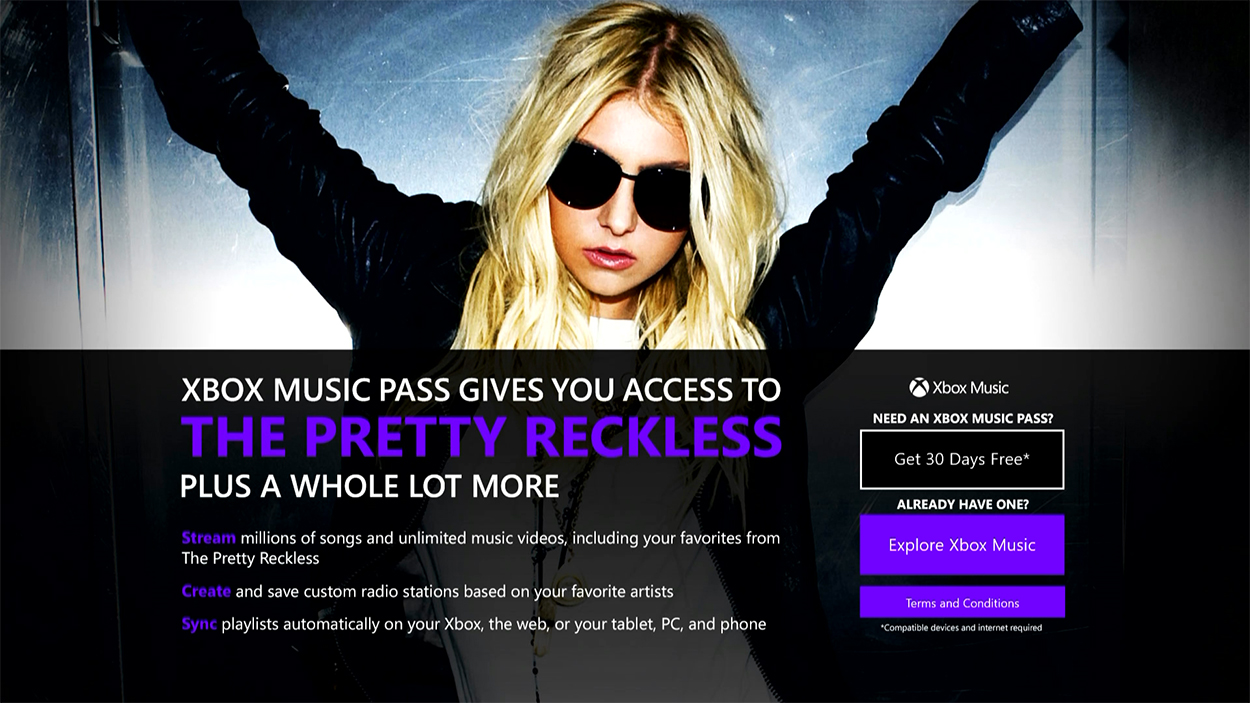 XBOX MUSIC PASS GIVES YOU ACCESS TO
THE PRETTY RECKLESS
PLUS A WHOLE LOT MORE
Stream millions of songs and unlimited music videos, including your favorites from
The Pretty Reckless
Create and save custom radio stations based on your favorite artists
Sync playlists automatically on your Xbox, the web, or your tablet, PC, and phone
Xbox Music
NEED AN XBOX MUSIC PASS?
Get 30 Days Free*
ALREADY HAVE ONE?
Explore Xbox Music
Terms and Conditions
*Compatible devices and internet required